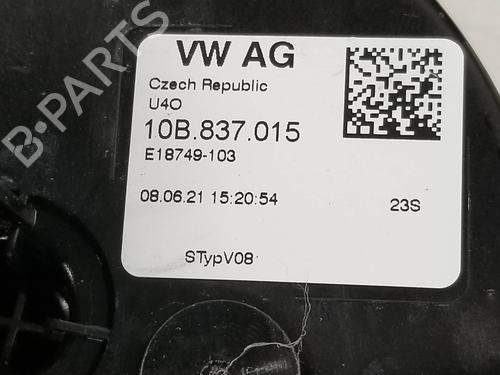 VW AG
Czech Republic
U4O
10B.837.015
E18749-103
08.06.21 15:20:54
23S
STypV08
B-PARTS